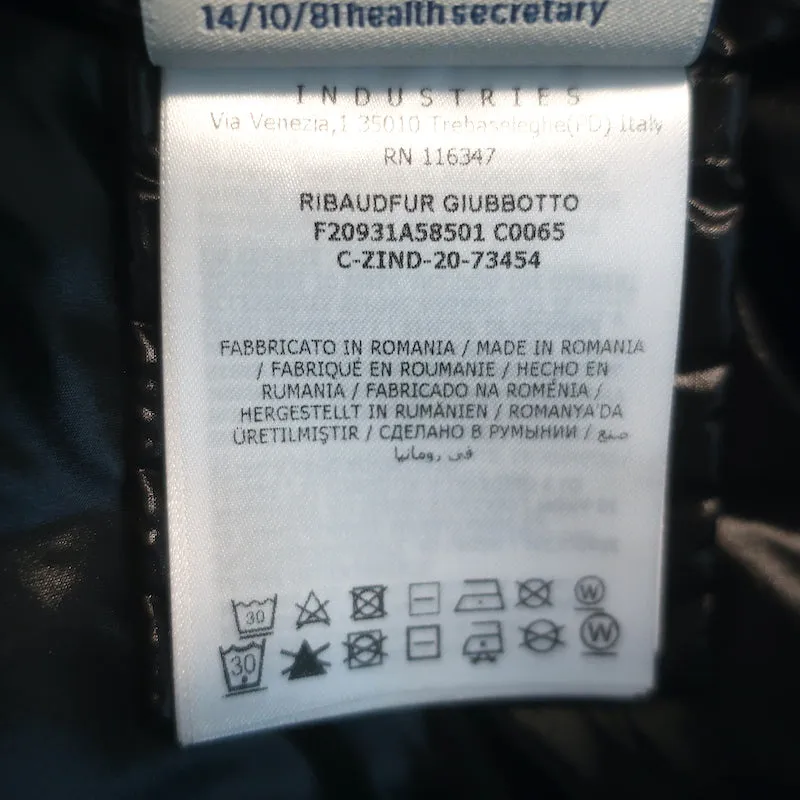 14/10/81healthsecretary
INDUSTRIES
Via Venezia,1 35010 Trebaseleghe(PD) Italy
RN 116347
RIBAUDFUR GIUBBOTTO
F20931A58501 C0065
C-ZIND-20-73454
FABBRICATO IN ROMANIA / MADE IN ROMANIA
/ FABRIQUÉ EN ROUMANIE / HECHO EN
RUMANIA / FABRICADO NA ROMÉNIA /
HERGESTELLT IN RUMÄNIEN / ROMANYA'DA
ÜRETILMIŞTIR / СДЕЛАНО В РУМЫНИИ / صنع
في رومانيا
30 W
30 W